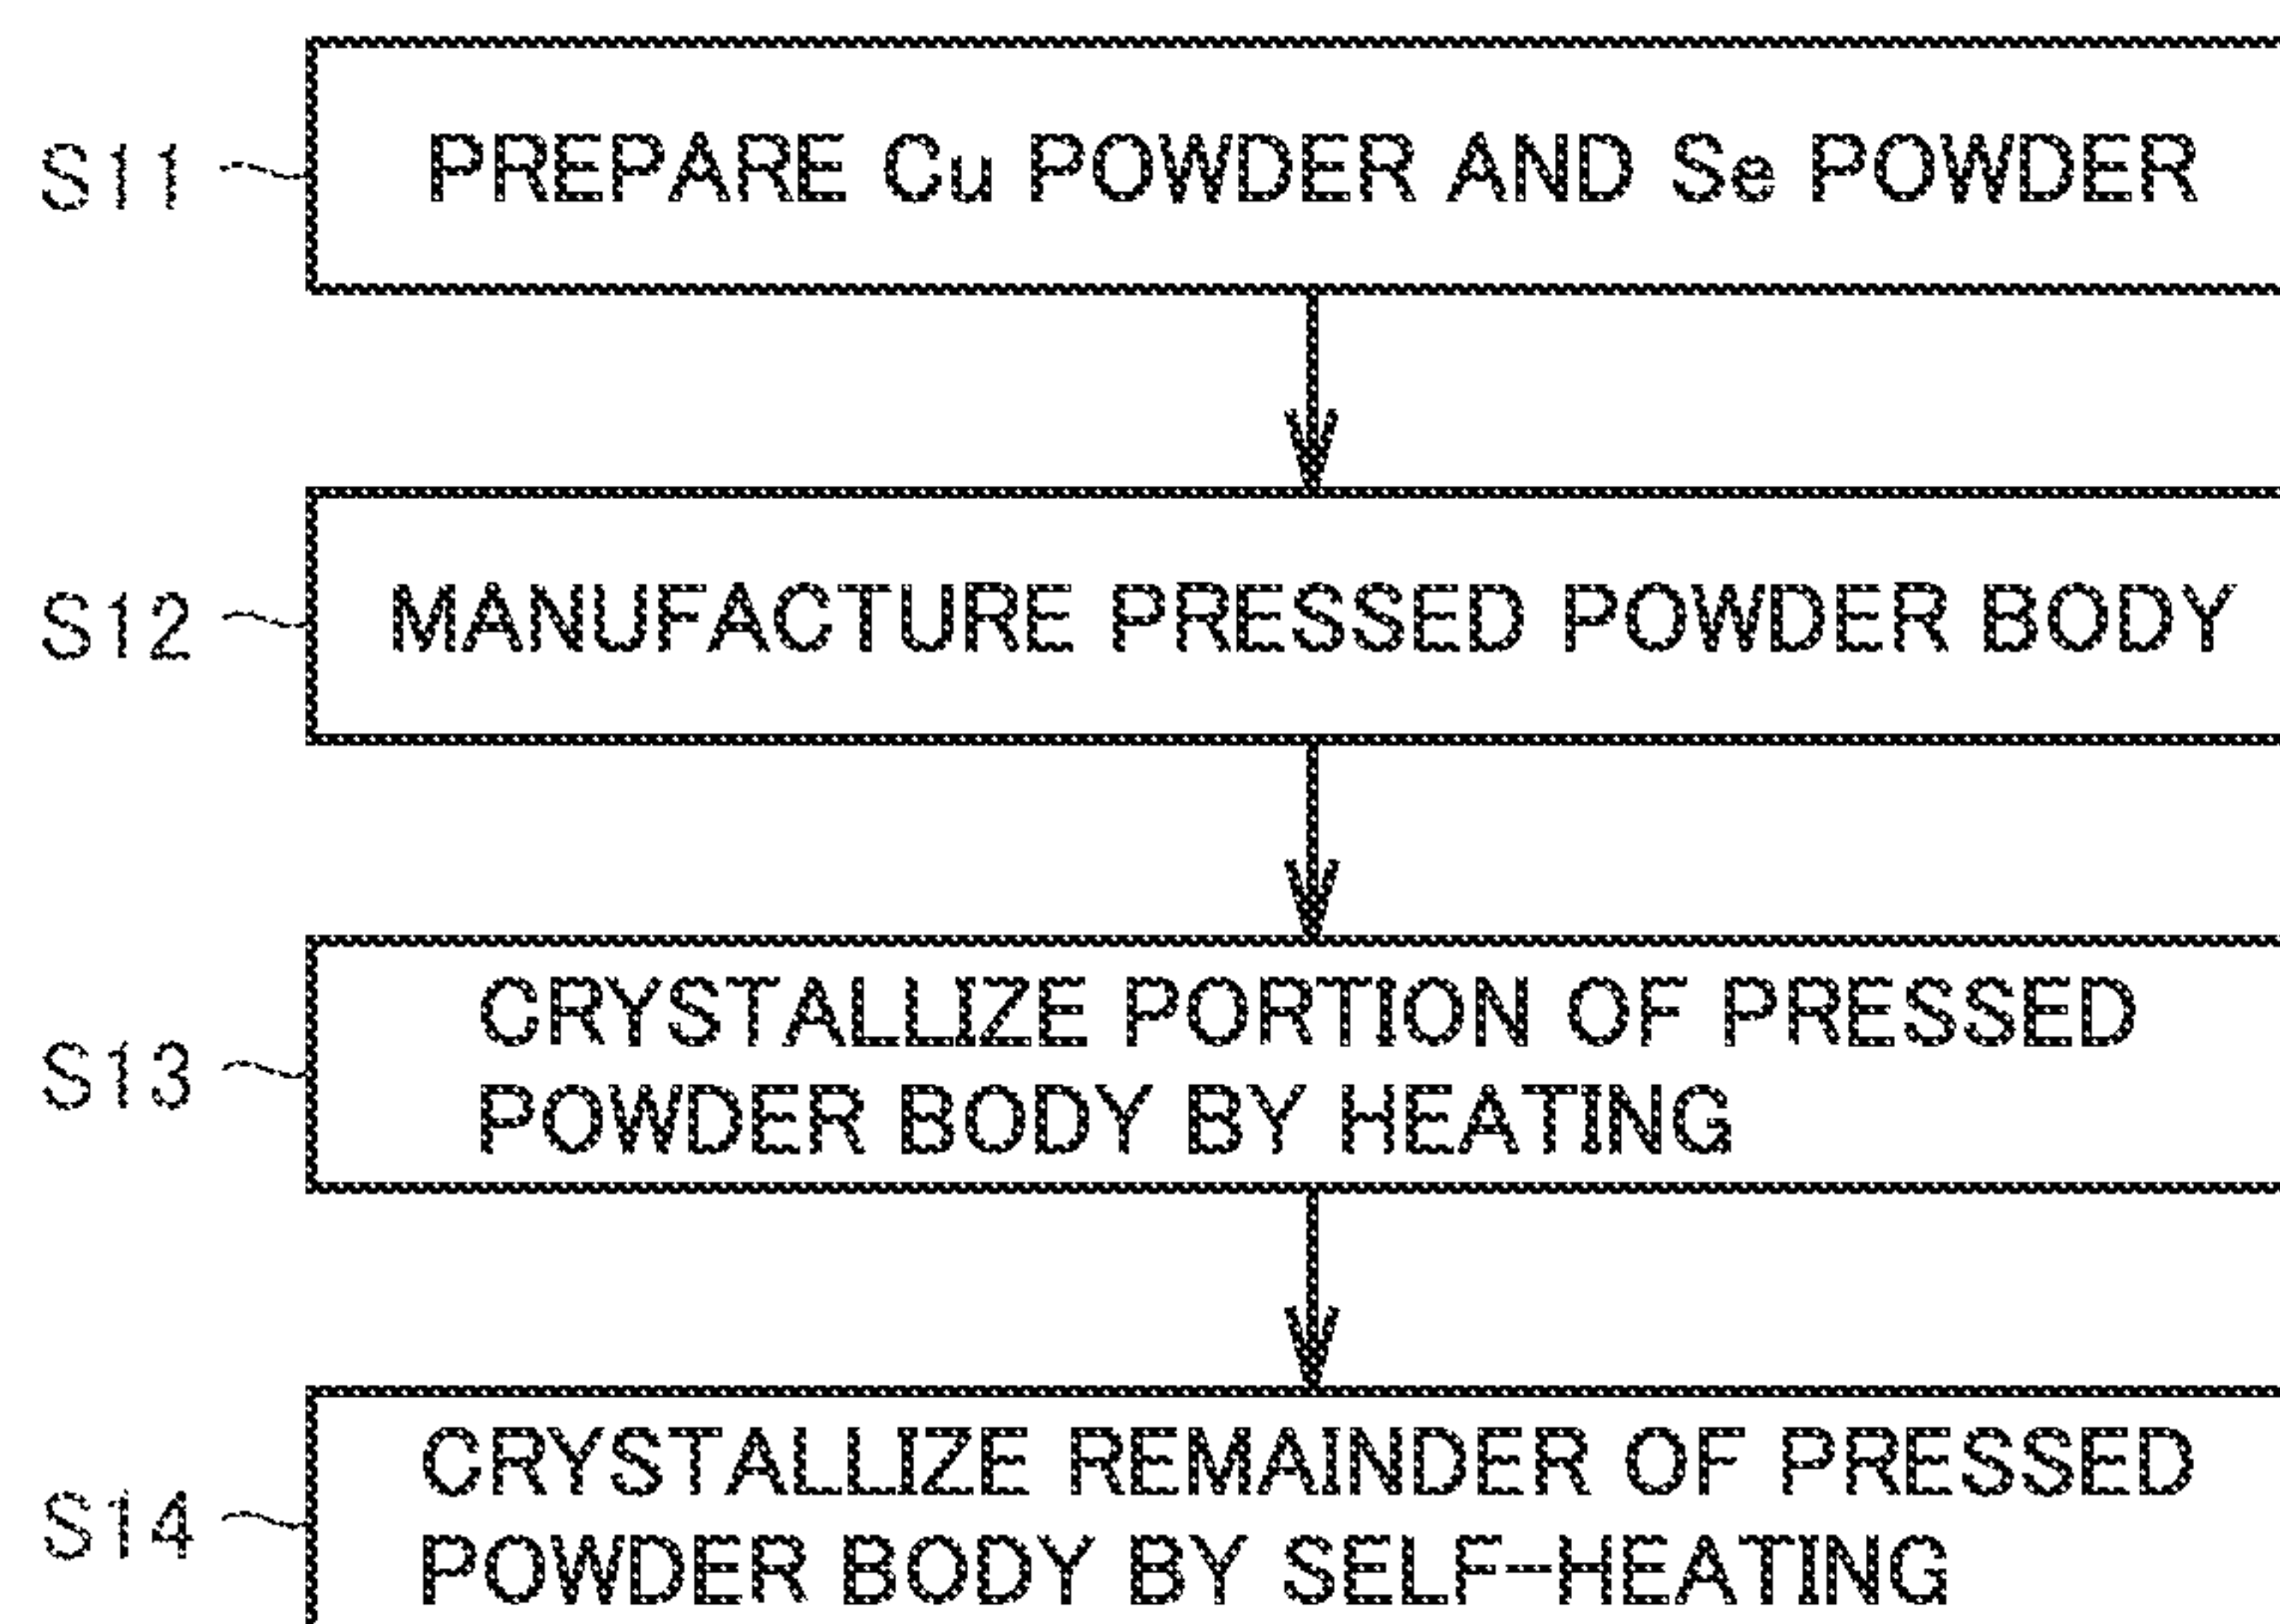 S11 PREPARE Cu POWDER AND Se POWDER
S12 MANUFACTURE PRESSED POWDER BODY
S13 CRYSTALLIZE PORTION OF PRESSED
POWDER BODY BY HEATING
S14 CRYSTALLIZE REMAINDER OF PRESSED
POWDER BODY BY SELF-HEATING